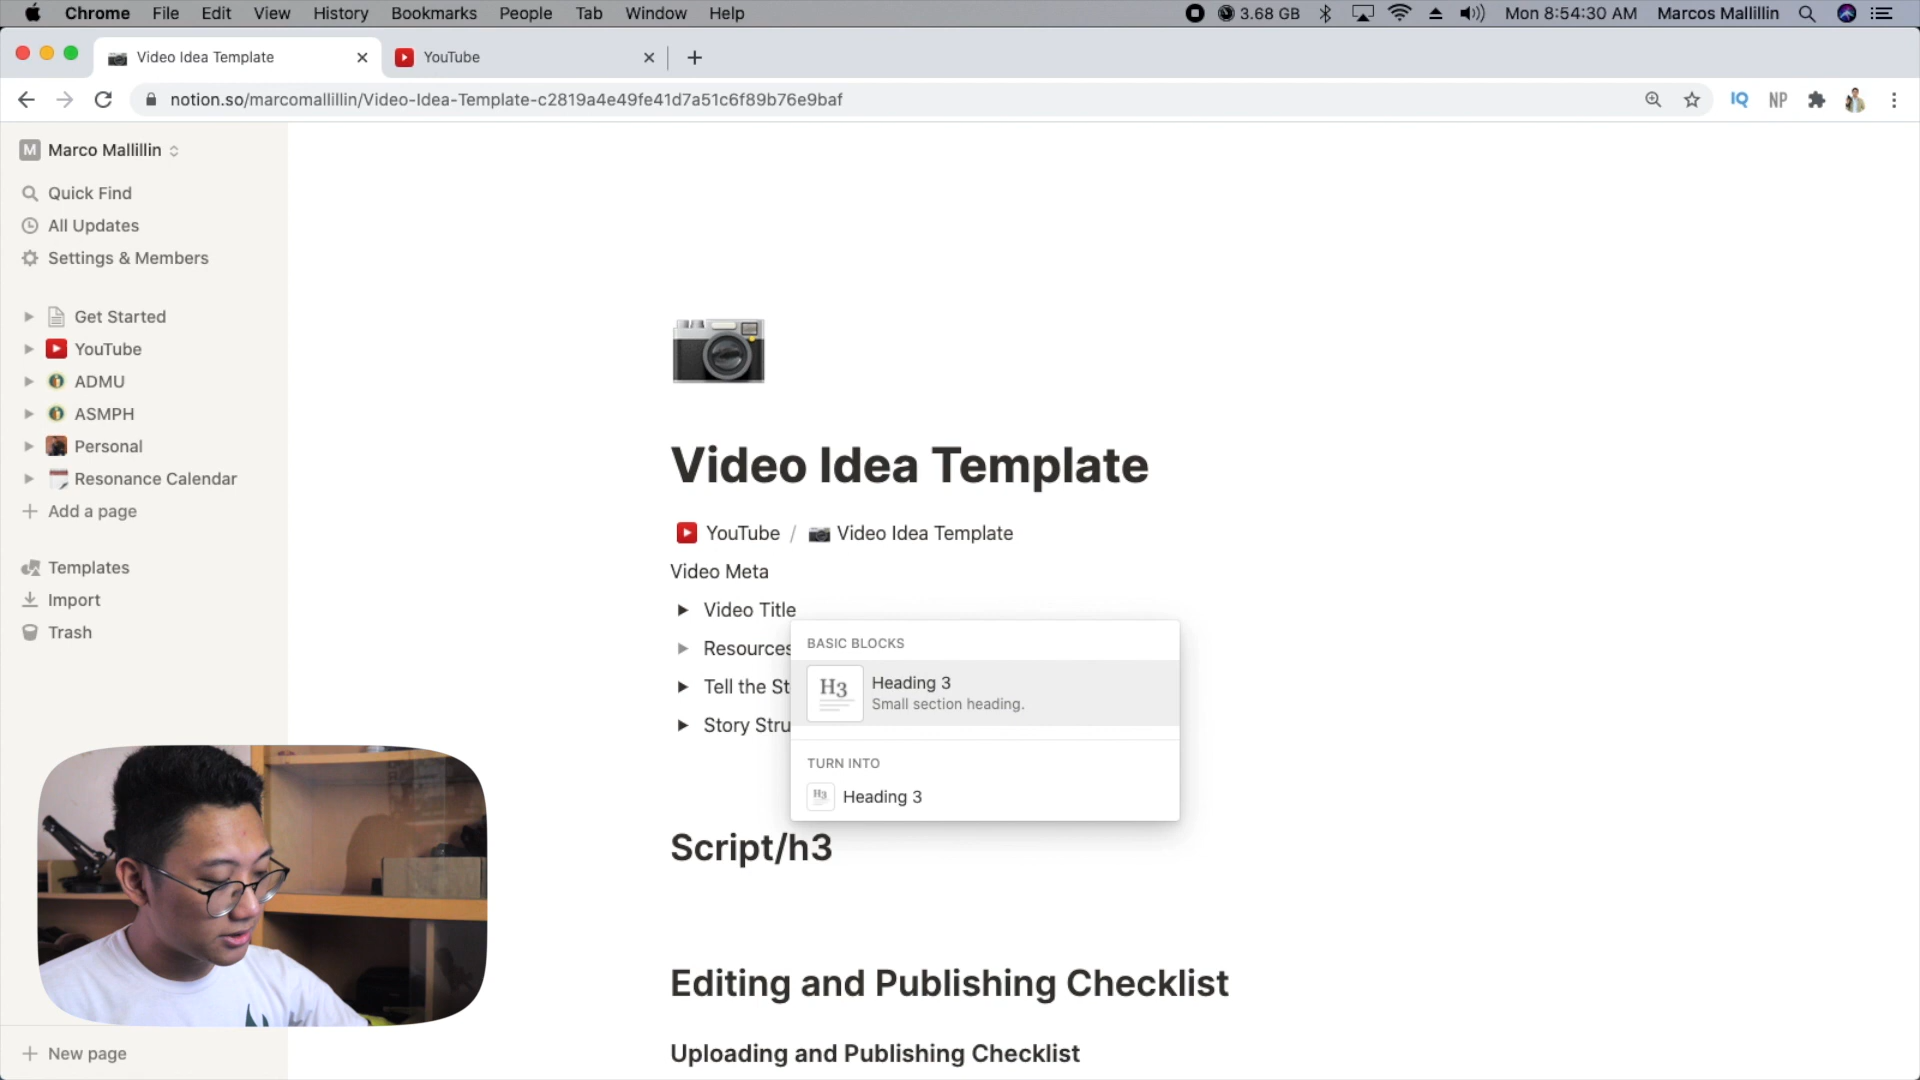 Chrome File Edit View History Bookmarks People Tab Window Help 3.68 GB Mon 8:54:30 AM Marcos Mallillin
Video Idea Template YouTube
notion.so/marcomallillin/Video-Idea-Template-c2819a4e49fe41d7a51c6f89b76e9baf IQ NP
M Marco Mallillin
Quick Find
All Updates
Settings & Members
Get Started
YouTube
ADMU
ASMPH
Personal
Resonance Calendar
Add a page
Templates
Import
Trash
New page
Video Idea Template
YouTube / Video Idea Template
Video Meta
Video Title
Resources
Tell the St
Story Stru
BASIC BLOCKS
H3 Heading 3
Small section heading.
TURN INTO
H3 Heading 3
Script/h3
Editing and Publishing Checklist
Uploading and Publishing Checklist